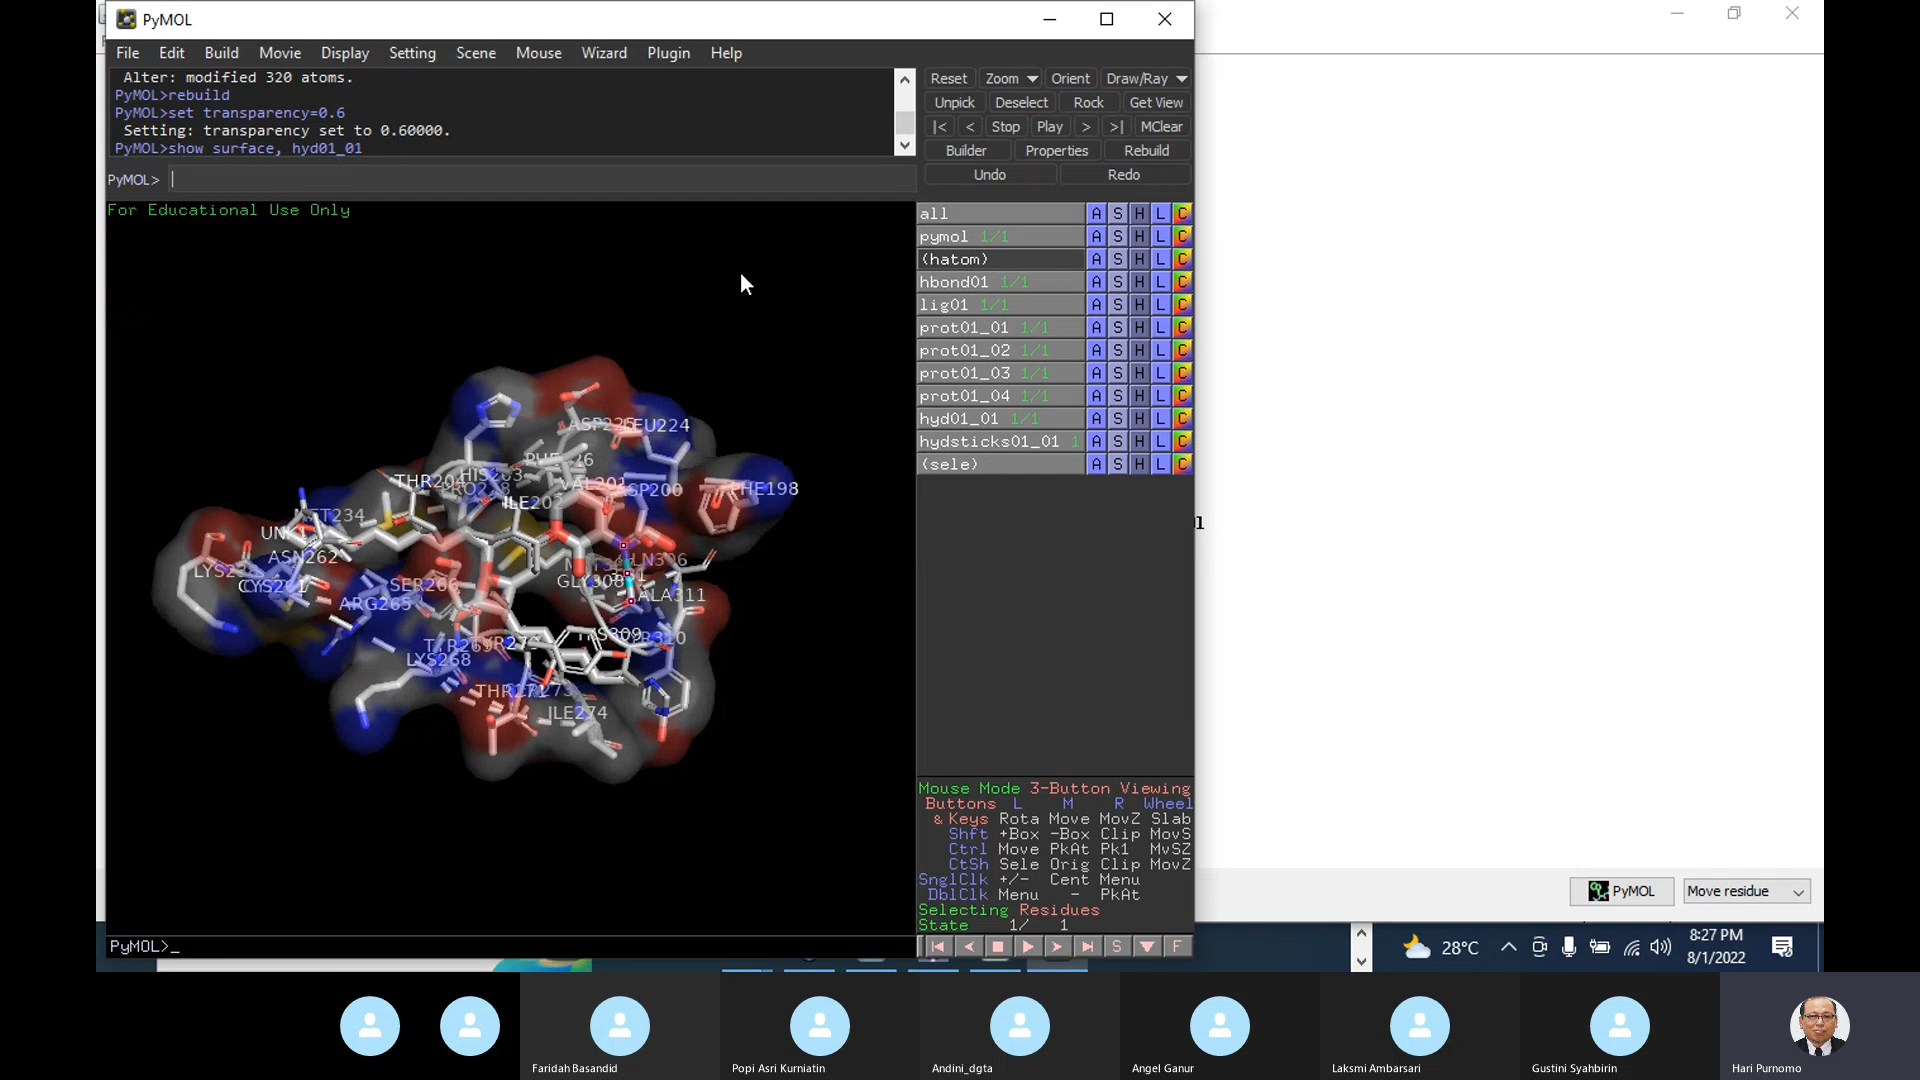 PyMOL
File Edit Build Movie Display Setting Scene Mouse Wizard Plugin Help
Alter: modified 320 atoms.
PyMOL>rebuild
PyMOL>set transparency=0.6
Setting: transparency set to 0.60000.
PyMOL>show surface, hyd01_01
PyMOL>
Reset Zoom Orient Draw/Ray
Unpick Deselect Rock Get View
|< < Stop Play > >| MClear
Builder Properties Rebuild
Undo Redo
For Educational Use Only
all A S H L C
pymol 1/1 A S H L C
(hatom) A S H L C
hbond01 1/1 A S H L C
lig01 1/1 A S H L C
prot01_01 1/1 A S H L C
prot01_02 1/1 A S H L C
prot01_03 1/1 A S H L C
prot01_04 1/1 A S H L C
hyd01_01 1/1 A S H L C
hydsticks01_01 1 A S H L C
(sele) A S H L C
LEU224
THR204
ILE202
PHE198
ASN262
SER266
ARG265
GLY308
ALA311
LYS268
THR271
ILE274
Mouse Mode 3-Button Viewing
Buttons L M R Wheel
& Keys Rota Move MovZ Slab
Shft +Box -Box Clip MovS
Ctrl Move PkAt Pk1 MvSZ
CtSh Sele Orig Clip MovZ
SnglClk +/- Cent Menu
DblClk Menu - PkAt
Selecting Residues
State 1/ 1
PyMOL>_
S F
PyMOL Move residue
28°C 8:27 PM
8/1/2022
Faridah Basandid Popi Asri Kurniatin Andini_dgta Angel Ganur Laksmi Ambarsari Gustini Syahbirin Hari Purnomo